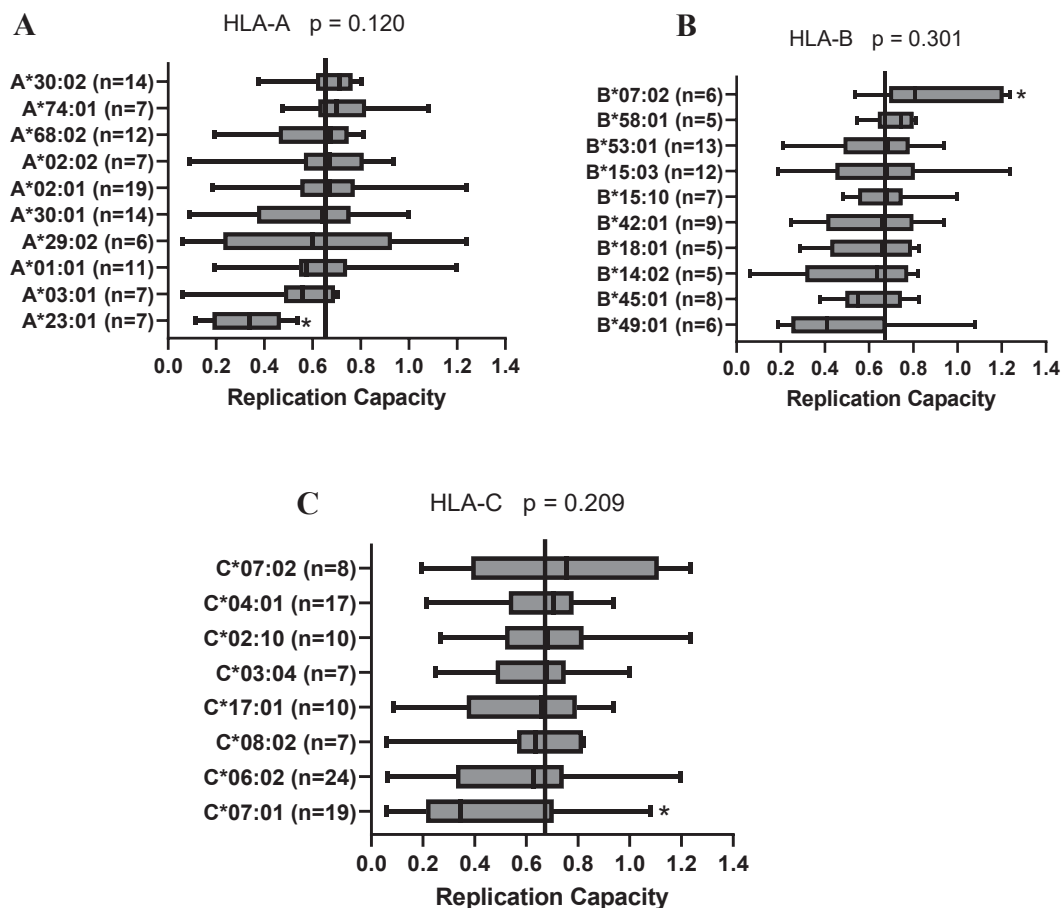 A
HLA-A p = 0.120
A*30:02 (n=14)
A*74:01 (n=7)
A*68:02 (n=12)
A*02:02 (n=7)
A*02:01 (n=19)
A*30:01 (n=14)
A*29:02 (n=6)
A*01:01 (n=11)
A*03:01 (n=7)
A*23:01 (n=7)
*
0.0 0.2 0.4 0.6 0.8 1.0 1.2 1.4
Replication Capacity
B
HLA-B p = 0.301
B*07:02 (n=6)
*
B*58:01 (n=5)
B*53:01 (n=13)
B*15:03 (n=12)
B*15:10 (n=7)
B*42:01 (n=9)
B*18:01 (n=5)
B*14:02 (n=5)
B*45:01 (n=8)
B*49:01 (n=6)
0.0 0.2 0.4 0.6 0.8 1.0 1.2 1.4
Replication Capacity
C
HLA-C p = 0.209
C*07:02 (n=8)
C*04:01 (n=17)
C*02:10 (n=10)
C*03:04 (n=7)
C*17:01 (n=10)
C*08:02 (n=7)
C*06:02 (n=24)
C*07:01 (n=19)
*
0.0 0.2 0.4 0.6 0.8 1.0 1.2 1.4
Replication Capacity